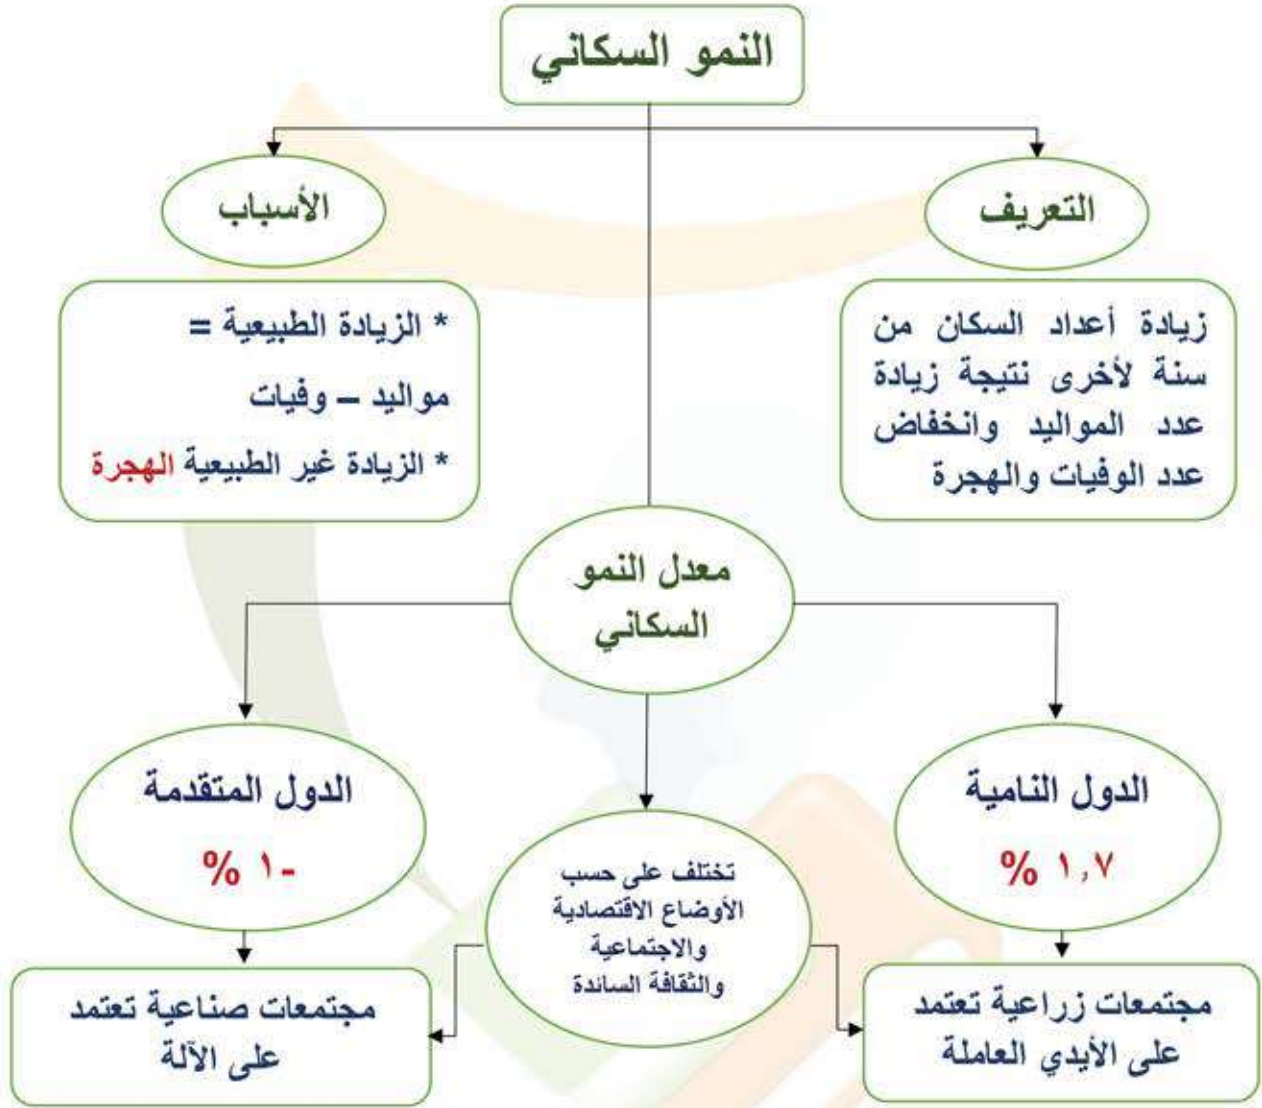 النمو السكاني
التعريف
زيادة أعداد السكان من
سنة لأخرى نتيجة زيادة
عدد المواليد وانخفاض
عدد الوفيات والهجرة
الأسباب
* الزيادة الطبيعية =
مواليد – وفيات
* الزيادة غير الطبيعية الهجرة
معدل النمو
السكاني
الدول النامية
١,٧ %
مجتمعات زراعية تعتمد
على الأيدي العاملة
تختلف على حسب
الأوضاع الاقتصادية
والاجتماعية
والثقافة السائدة
الدول المتقدمة
-١ %
مجتمعات صناعية تعتمد
على الآلة